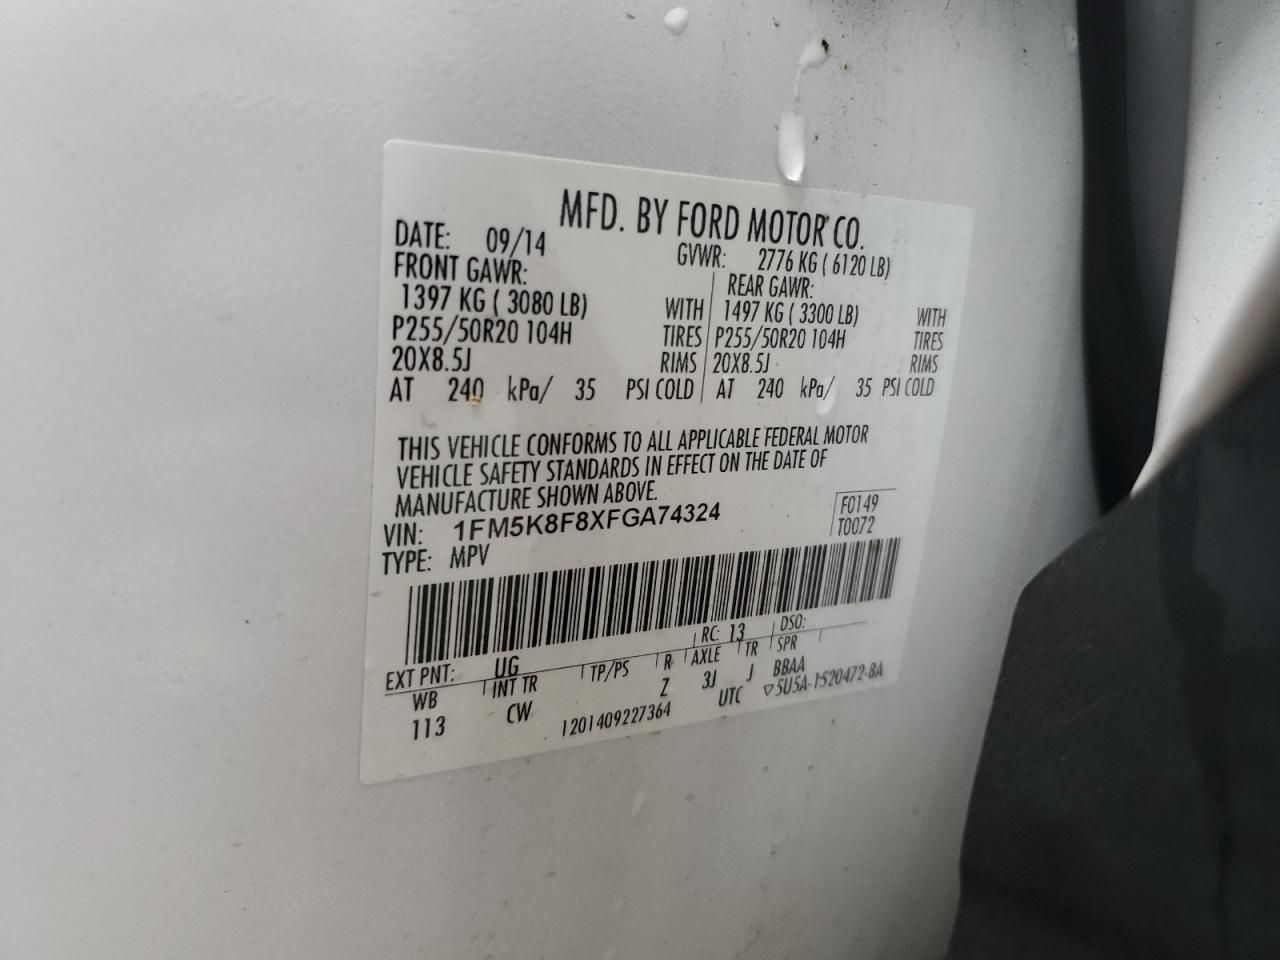 MFD. BY FORD MOTOR CO.
DATE: 09/14 GVWR: 2776 KG ( 6120 LB)
FRONT GAWR: REAR GAWR:
1397 KG ( 3080 LB) WITH 1497 KG ( 3300 LB) WITH
P255/50R20 104H TIRES P255/50R20 104H TIRES
20X8.5J RIMS 20X8.5J RIMS
AT 240 kPa/ 35 PSI COLD AT 240 kPa/ 35 PSI COLD
THIS VEHICLE CONFORMS TO ALL APPLICABLE FEDERAL MOTOR
VEHICLE SAFETY STANDARDS IN EFFECT ON THE DATE OF
MANUFACTURE SHOWN ABOVE.
VIN: 1FM5K8F8XFGA74324 F0149
TYPE: MPV T0072
EXT PNT: UG RC: 13 DSO:
WB INT TR TP/PS R AXLE TR SPR
113 CW Z 3J J BBAA
1201409227364 UTC ▽5U5A-1520472-BA